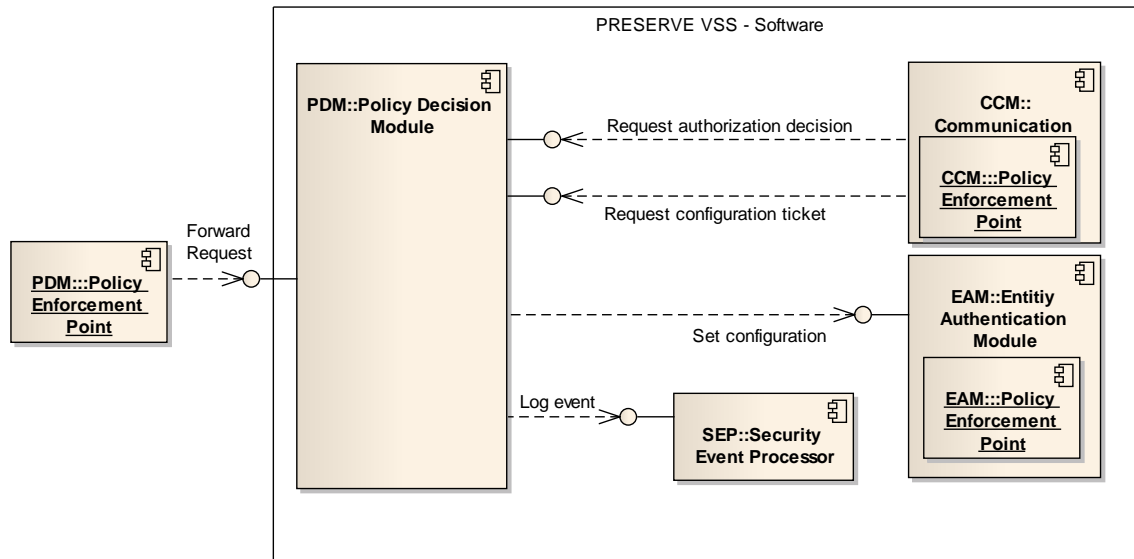 PRESERVE VSS - Software
PDM::Policy Decision
Module
CCM::
Communication
CCM:::Policy
Enforcement
Point
Request authorization decision
Request configuration ticket
Forward
Request
PDM:::Policy
Enforcement
Point
EAM::Entitiy
Authentication
Module
EAM:::Policy
Enforcement
Point
Set configuration
Log event
SEP::Security
Event Processor